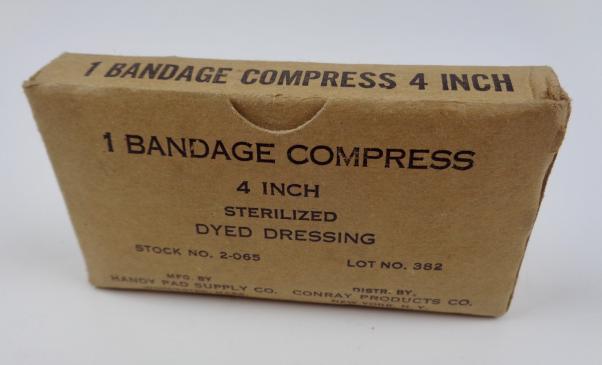 1 BANDAGE COMPRESS 4 INCH
1 BANDAGE COMPRESS
4 INCH
STERILIZED
DYED DRESSING
STOCK NO. 2-065 LOT NO. 382
MFG. BY DISTR. BY.
HANDY PAD SUPPLY CO. CONRAY PRODUCTS CO.
NEW YORK, N. Y.